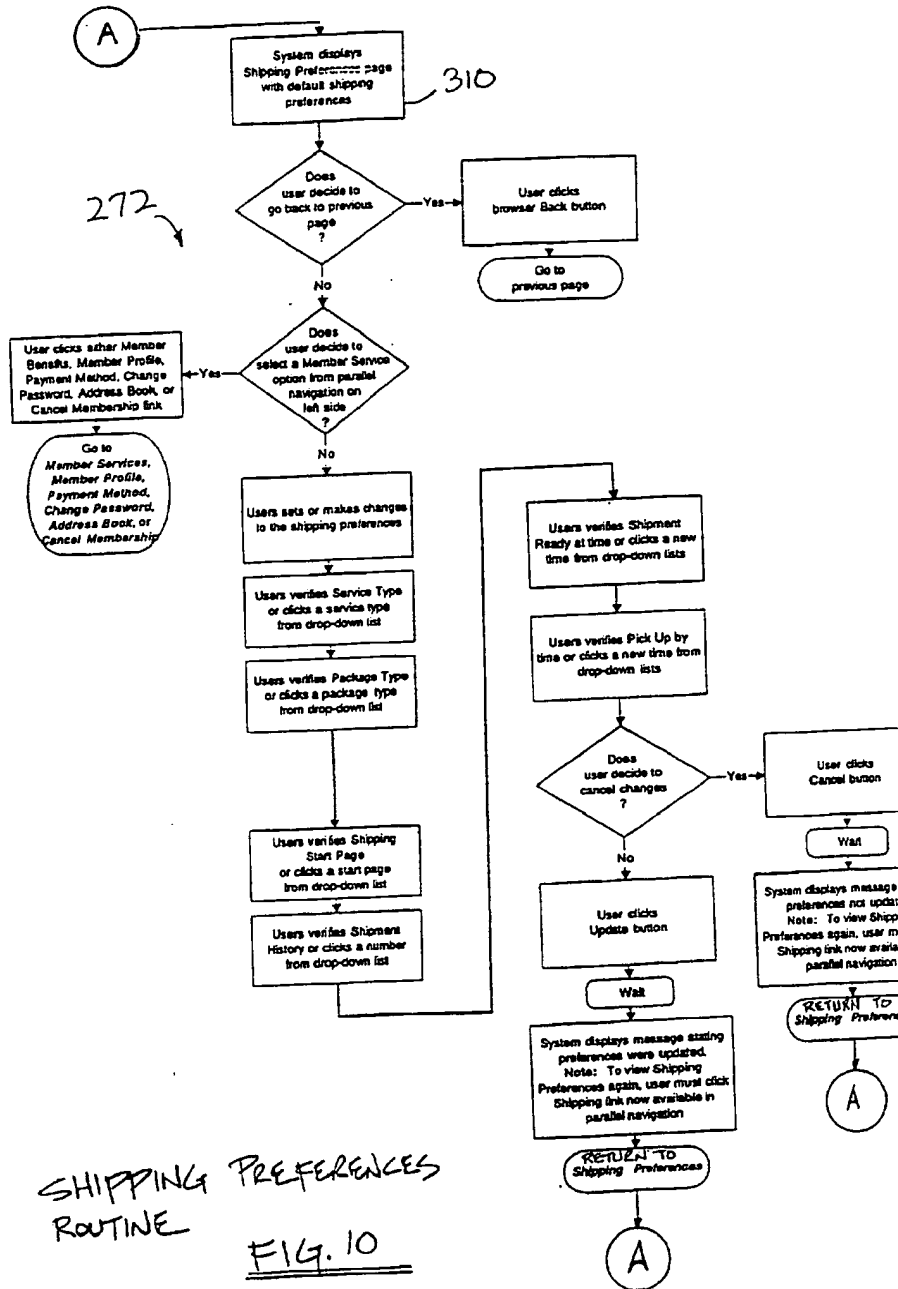 A
System displays
Shipping Preferences page
with default shipping
preferences
310
Does
user decide to
go back to previous
page
?
Yes
User clicks
browser Back button
Go to
previous page
272
No
Does
user decide to
select a Member Service
option from parallel
navigation on
left side
?
Yes
User clicks either Member
Benefits, Member Profile,
Payment Method, Change
Password, Address Book, or
Cancel Membership link
Go to
Member Services,
Member Profile,
Payment Method,
Change Password,
Address Book, or
Cancel Membership
No
Users sets or makes changes
to the shipping preferences
Users verifies Service Type
or clicks a service type
from drop-down list
Users verifies Package Type
or clicks a package type
from drop-down list
Users verifies Shipping
Start Page
or clicks a start page
from drop-down list
Users verifies Shipment
History or clicks a number
from drop-down list
Users verifies Shipment
Ready at time or clicks a new
time from drop-down lists
Users verifies Pick Up by
time or clicks a new time from
drop-down lists
Does
user decide to
cancel changes
?
Yes
User clicks
Cancel button
Wait
System displays message
preferences not updat
Note: To view Shipp
Preferences again, user mu
Shipping link now availa
parallel navigation
RETURN TO
Shipping Preferenc
A
No
User clicks
Update button
Wait
System displays message stating
preferences were updated.
Note: To view Shipping
Preferences again, user must click
Shipping link now available in
parallel navigation
RETURN TO
Shipping Preferences
A
SHIPPING PREFERENCES
ROUTINE
FIG. 10